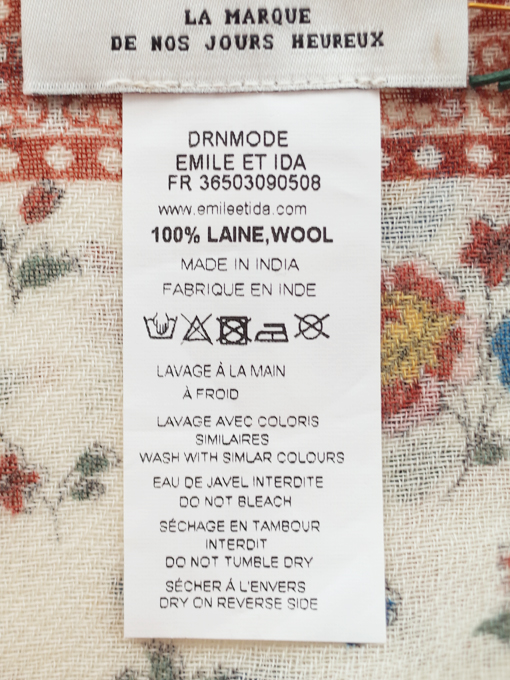 LA MARQUE
DE NOS JOURS HEUREUX
DRNMODE
EMILE ET IDA
FR 36503090508
www.emileetida.com
100% LAINE,WOOL
MADE IN INDIA
FABRIQUE EN INDE
LAVAGE À LA MAIN
À FROID
LAVAGE AVEC COLORIS
SIMILAIRES
WASH WITH SIMLAR COLOURS
EAU DE JAVEL INTERDITE
DO NOT BLEACH
SÉCHAGE EN TAMBOUR
INTERDIT
DO NOT TUMBLE DRY
SÉCHER Á L'ENVERS
DRY ON REVERSE SIDE